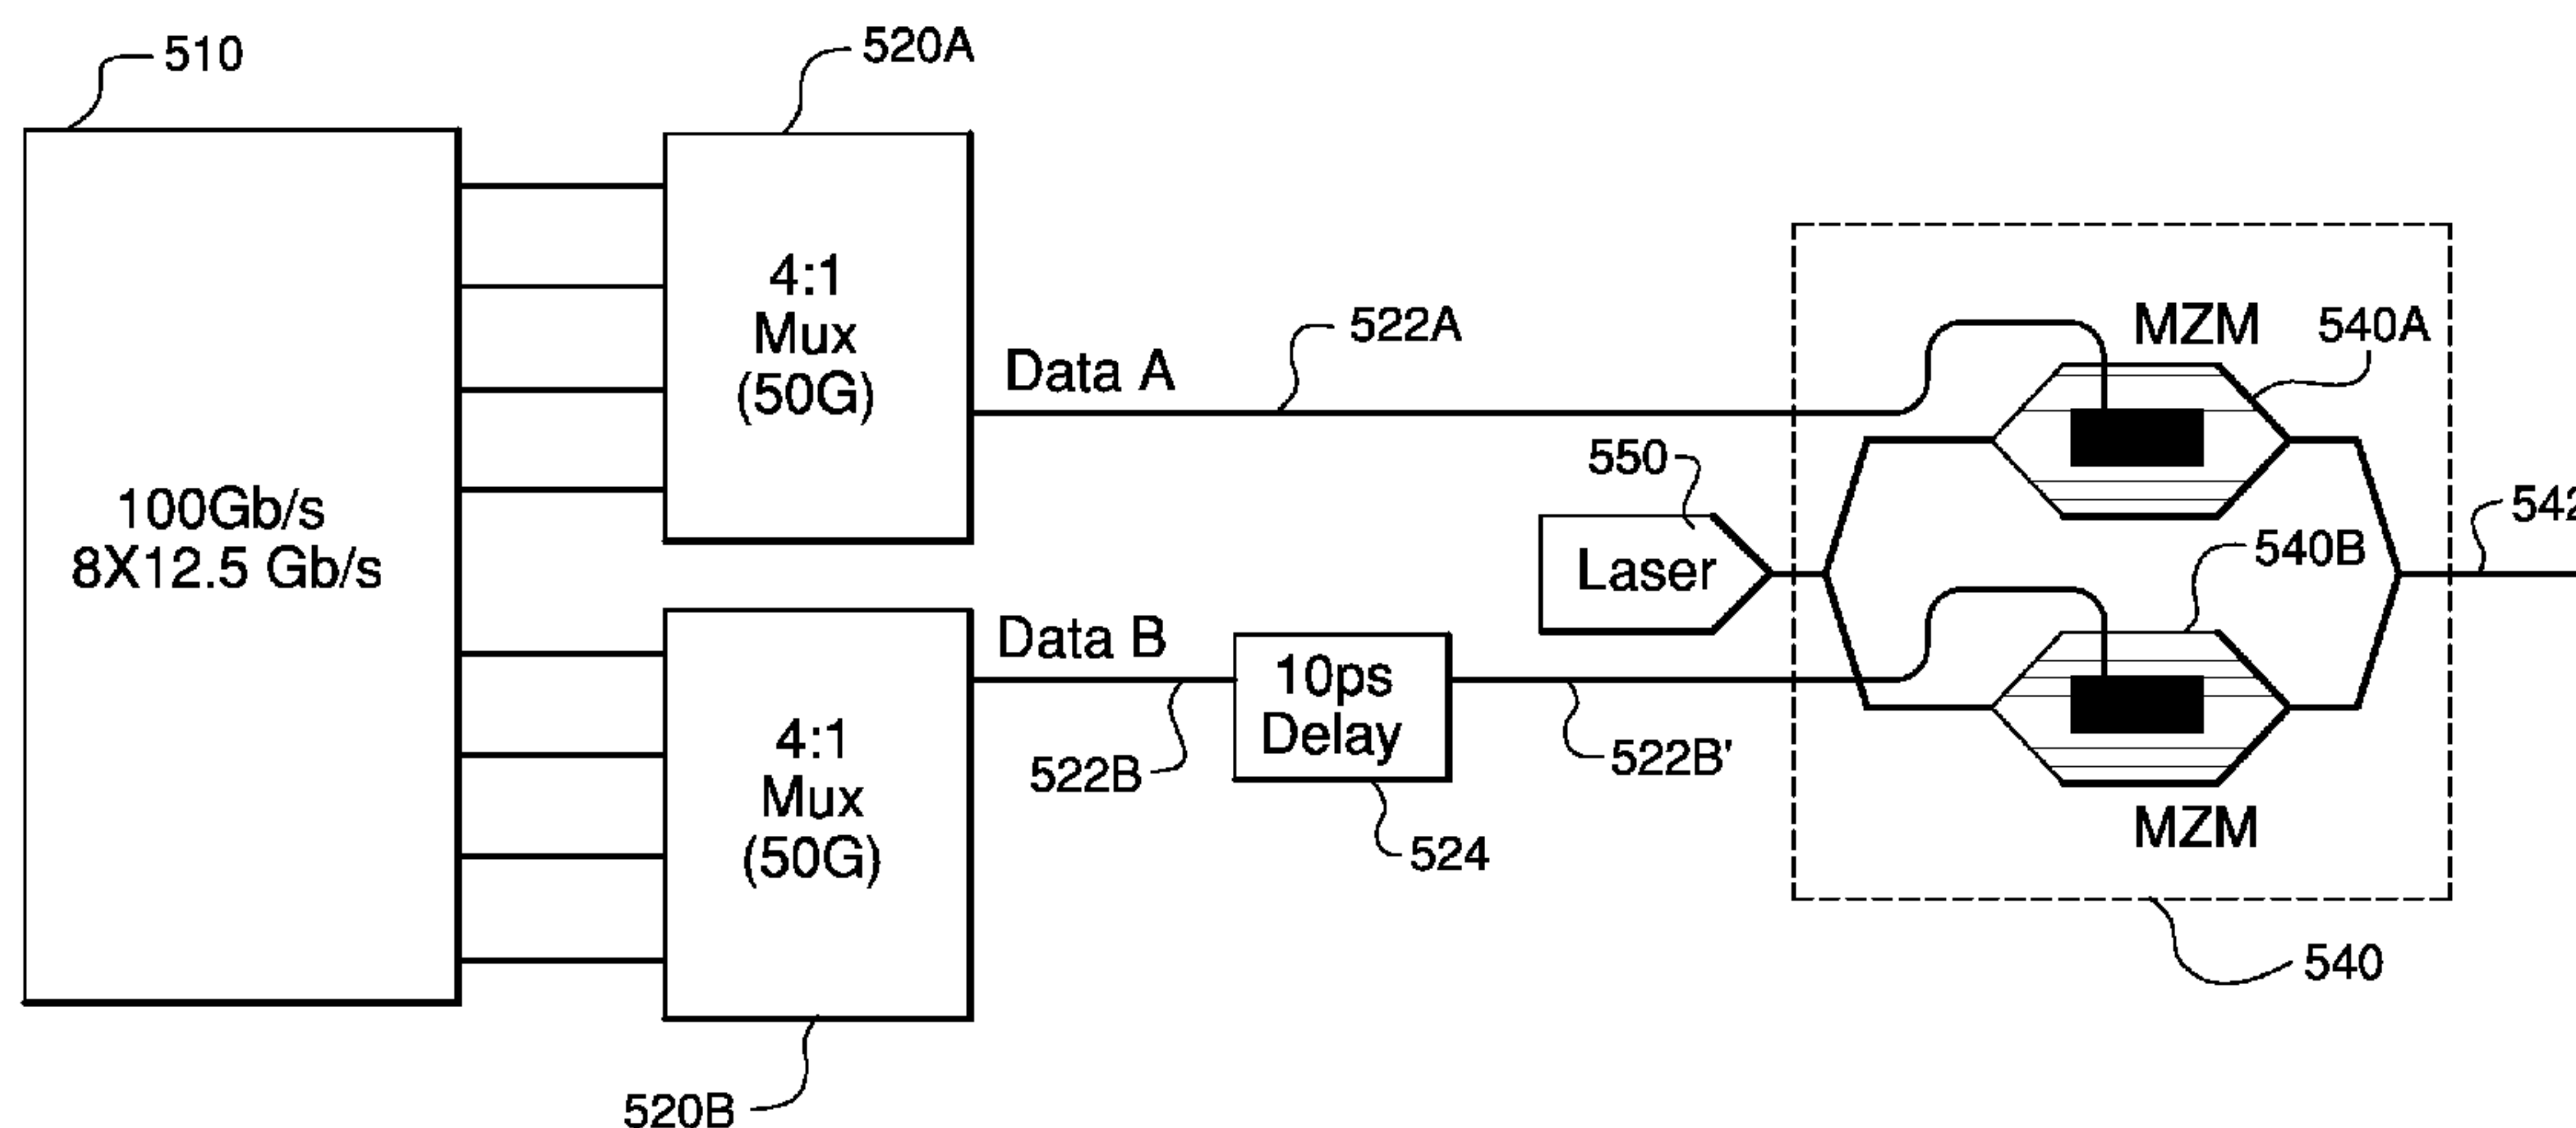 510
520A
4:1
Mux
(50G)
Data A
522A
MZM
540A
550
Laser
542
540B
100Gb/s
8X12.5 Gb/s
Data B
10ps
Delay
522B
522B'
524
4:1
Mux
(50G)
MZM
540
520B